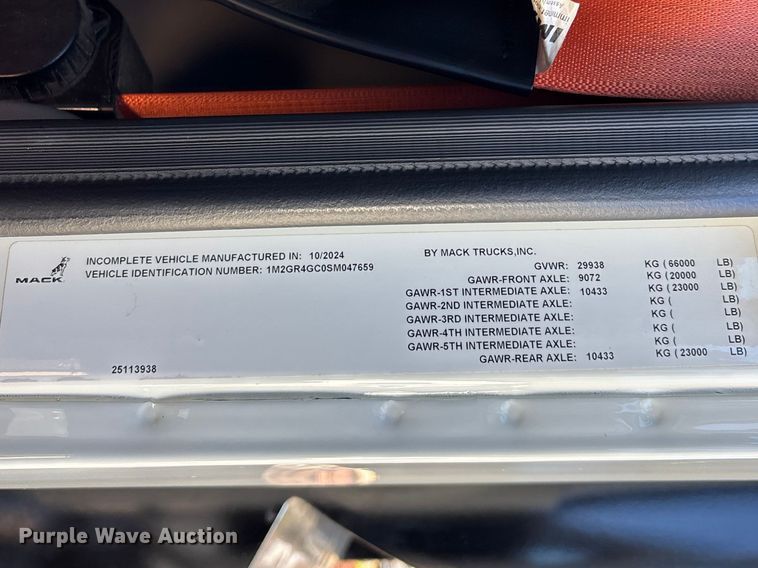 IM
imminen
Assem
MACK
INCOMPLETE VEHICLE MANUFACTURED IN: 10/2024 BY MACK TRUCKS,INC.
VEHICLE IDENTIFICATION NUMBER: 1M2GR4GC0SM047659
GVWR: 29938 KG ( 66000 LB)
GAWR-FRONT AXLE: 9072 KG ( 20000 LB)
GAWR-1ST INTERMEDIATE AXLE: 10433 KG ( 23000 LB)
GAWR-2ND INTERMEDIATE AXLE: KG ( LB)
GAWR-3RD INTERMEDIATE AXLE: KG ( LB)
GAWR-4TH INTERMEDIATE AXLE: KG ( LB)
GAWR-5TH INTERMEDIATE AXLE: KG ( LB)
GAWR-REAR AXLE: 10433 KG ( 23000 LB)
25113938
Purple Wave Auction